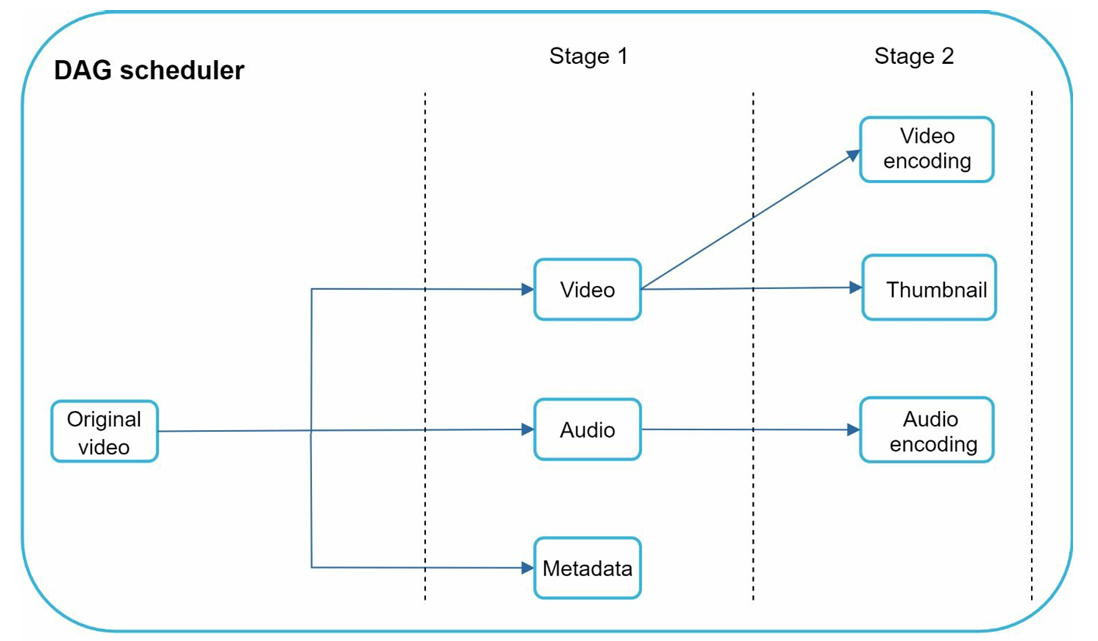 DAG scheduler
Stage 1
Stage 2
Video
encoding
Video
Thumbnail
Original
video
Audio
Audio
encoding
Metadata